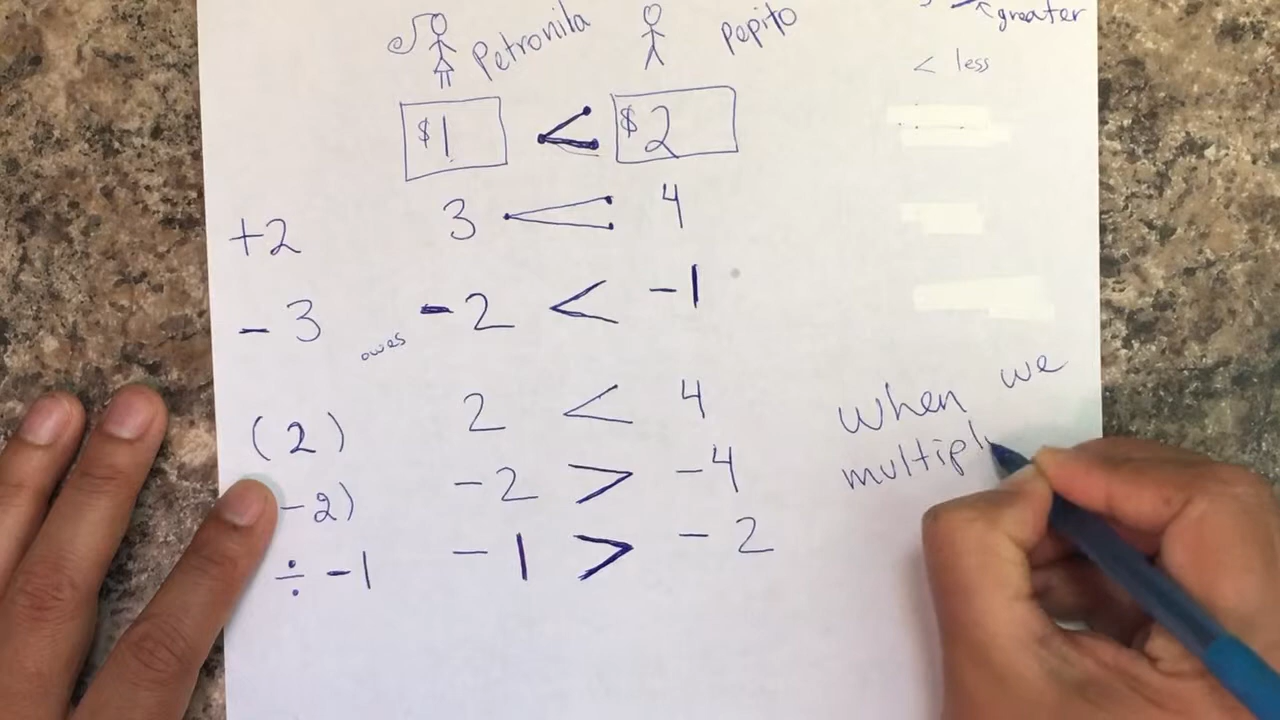 Petronila Pepito
greater
< less
$1 < $2
+2 3 < 4
- 3 owes -2 < -1
(2) 2 < 4
-2) -2 > -4
÷ -1 -1 > -2
when we
multipl